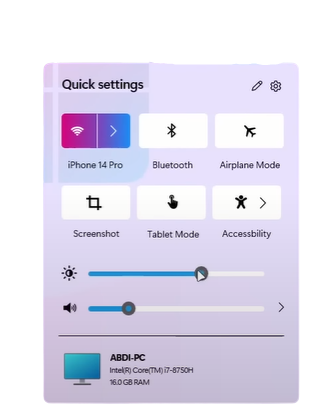 Quick settings
iPhone 14 Pro
Bluetooth
Airplane Mode
Screenshot
Tablet Mode
Accessbility
ABDI-PC
Intel(R) Core(TM) i7-8750H
16.0 GB RAM